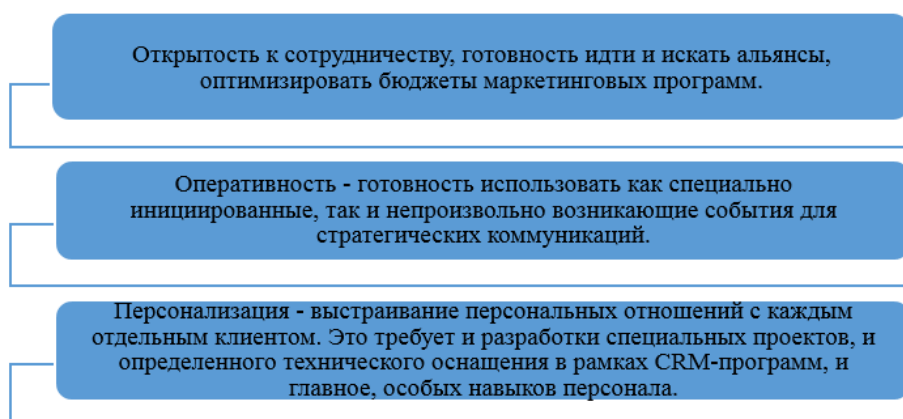 Открытость к сотрудничеству, готовность идти и искать альянсы,
оптимизировать бюджеты маркетинговых программ.
Оперативность - готовность использовать как специально
инициированные, так и непроизвольно возникающие события для
стратегических коммуникаций.
Персонализация - выстраивание персональных отношений с каждым
отдельным клиентом. Это требует и разработки специальных проектов, и
определенного технического оснащения в рамках CRM-программ, и
главное, особых навыков персонала.